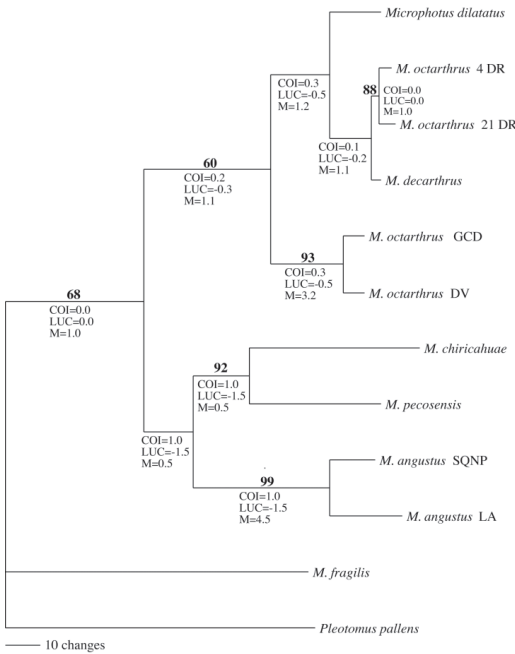 Microphotus dilatatus
COI=0.3
LUC=-0.5
M=1.2
M. octarthrus 4 DR
88
COI=0.0
LUC=0.0
M=1.0
M. octarthrus 21 DR
COI=0.1
LUC=-0.2
M=1.1
60
COI=0.2
LUC=-0.3
M=1.1
M. decarthrus
M. octarthrus GCD
93
COI=0.3
LUC=-0.5
M=3.2
M. octarthrus DV
68
COI=0.0
LUC=0.0
M=1.0
M. chiricahuae
92
COI=1.0
LUC=-1.5
M=0.5
M. pecosensis
COI=1.0
LUC=-1.5
M=0.5
M. angustus SQNP
99
COI=1.0
LUC=-1.5
M=4.5
M. angustus LA
M. fragilis
Pleotomus pallens
10 changes